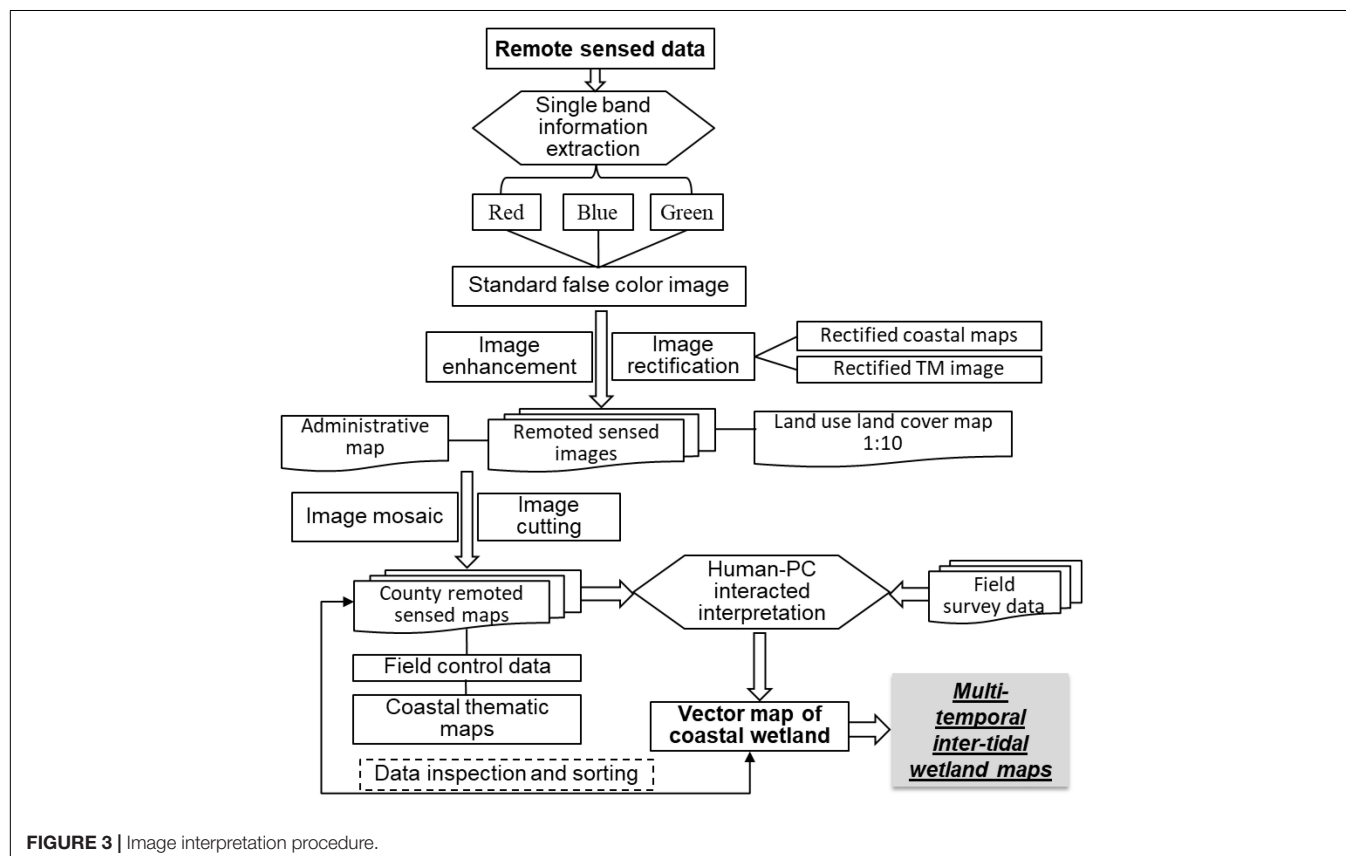 Remote sensed data
Single band
information
extraction
Red
Blue
Green
Standard false color image
Image
enhancement
Image
rectification
Rectified coastal maps
Rectified TM image
Administrative
map
Remoted sensed
images
Land use land cover map
1:10
Image mosaic
Image
cutting
County remoted
sensed maps
Human-PC
interacted
interpretation
Field
survey data
Field control data
Coastal thematic
maps
Vector map of
coastal wetland
Multi-
temporal
inter-tidal
wetland maps
Data inspection and sorting
FIGURE 3 | Image interpretation procedure.